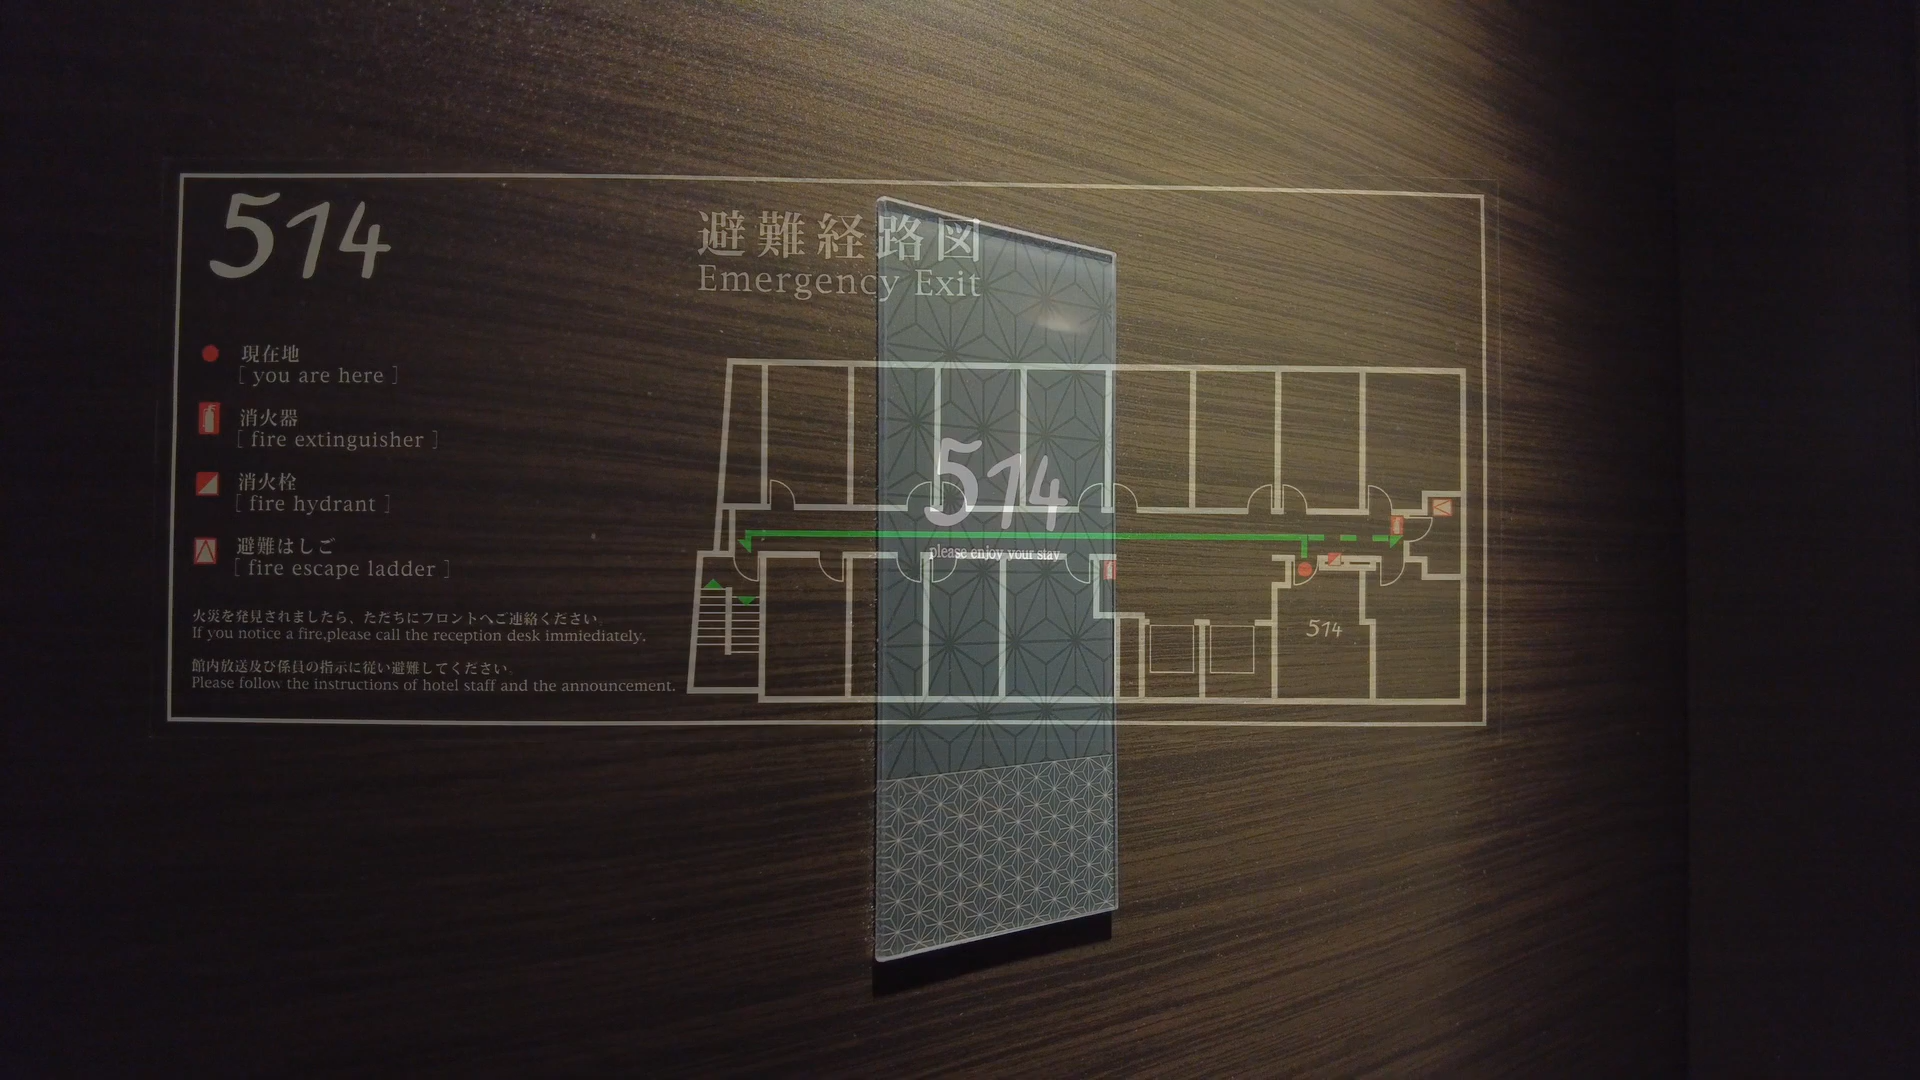 514
避難経路図
Emergency Exit
現在地
[ you are here ]
消火器
[ fire extinguisher ]
消火栓
[ fire hydrant ]
避難はしご
[ fire escape ladder ]
火災を発見されましたら、ただちにフロントへご連絡ください。
If you notice a fire,please call the reception desk immiediately.
館内放送及び係員の指示に従い避難してください。
Please follow the instructions of hotel staff and the announcement.
514
please enjoy your stay
514